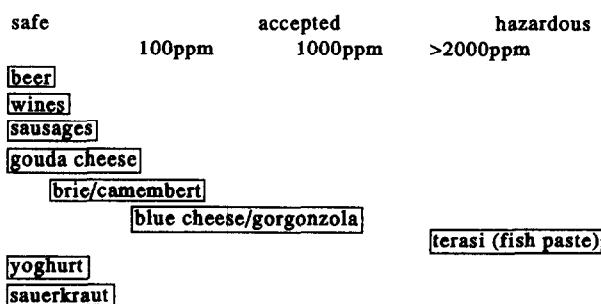 safe accepted hazardous
100ppm 1000ppm >2000ppm
beer
wines
sausages
gouda cheese
brie/camembert
blue cheese/gorgonzola
terasi (fish paste)
yoghurt
sauerkraut